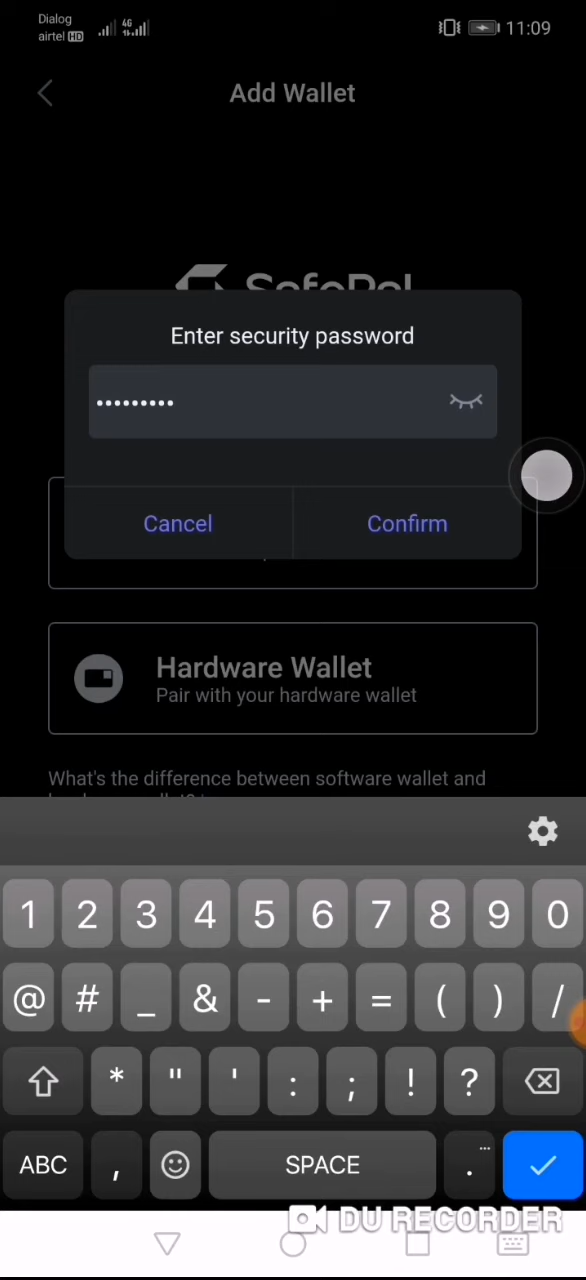 Dialog
airtel HD
4G
11:09
Add Wallet
SafePal
Enter security password
•••••••••
Cancel
Confirm
Hardware Wallet
Pair with your hardware wallet
What's the difference between software wallet and
1 2 3 4 5 6 7 8 9 0
@ # _ & - + = ( ) /
* " ' : ; ! ?
ABC , SPACE .
DU RECORDER